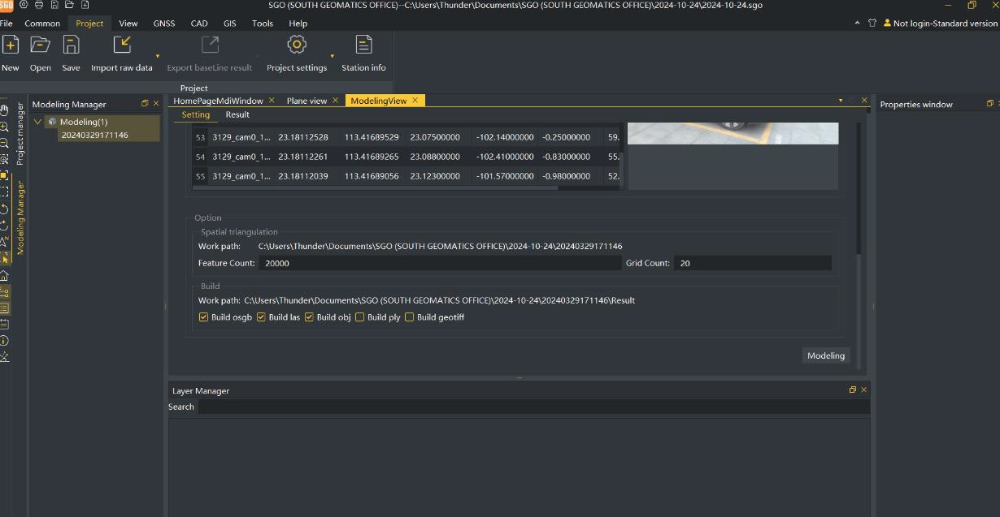 SGO SGO (SOUTH GEOMATICS OFFICE)--C:\Users\Thunder\Documents\SGO (SOUTH GEOMATICS OFFICE)\2024-10-24\2024-10-24.sgo
File Common Project View GNSS CAD GIS Tools Help Not login-Standard version
New Open Save Import raw data Export baseLine result Project settings Station info
Project
Project manager
Modeling Manager
Modeling Manager
Modeling(1)
20240329171146
HomePageMdiWindow Plane view ModelingView
Setting Result
53 3129_cam0_1... 23.18112528 113.41689529 23.07500000 -102.14000000 -0.25000000 59.
54 3129_cam0_1... 23.18112261 113.41689265 23.08800000 -102.41000000 -0.83000000 55.
55 3129_cam0_1... 23.18112039 113.41689056 23.12300000 -101.57000000 -0.98000000 52.
Option
Spatial triangulation
Work path: C:\Users\Thunder\Documents\SGO (SOUTH GEOMATICS OFFICE)\2024-10-24\20240329171146
Feature Count: 20000 Grid Count: 20
Build
Work path: C:\Users\Thunder\Documents\SGO (SOUTH GEOMATICS OFFICE)\2024-10-24\20240329171146\Result
Build osgb Build las Build obj Build ply Build geotiff
Modeling
Layer Manager
Search
Properties window